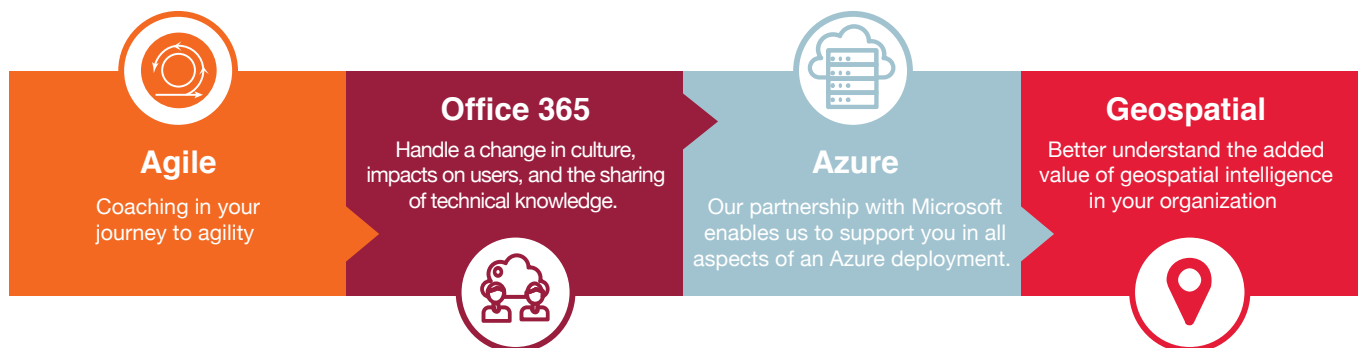 Agile
Coaching in your
journey to agility
Office 365
Handle a change in culture,
impacts on users, and the sharing
of technical knowledge.
Azure
Our partnership with Microsoft
enables us to support you in all
aspects of an Azure deployment.
Geospatial
Better understand the added
value of geospatial intelligence
in your organization